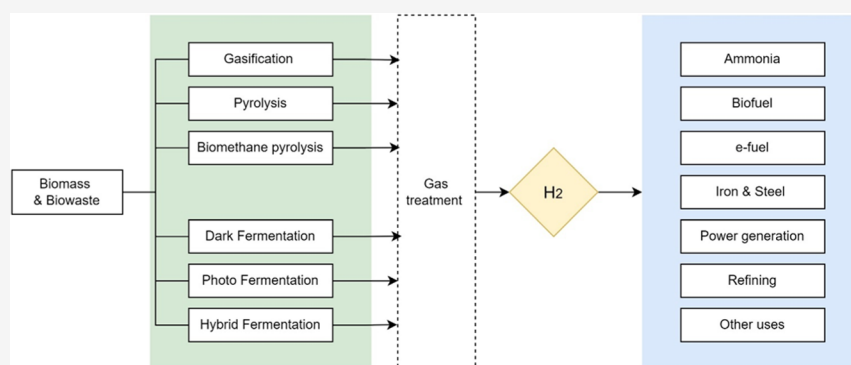 Biomass
& Biowaste
Gasification
Pyrolysis
Biomethane pyrolysis
Dark Fermentation
Photo Fermentation
Hybrid Fermentation
Gas
treatment
H2
Ammonia
Biofuel
e-fuel
Iron & Steel
Power generation
Refining
Other uses